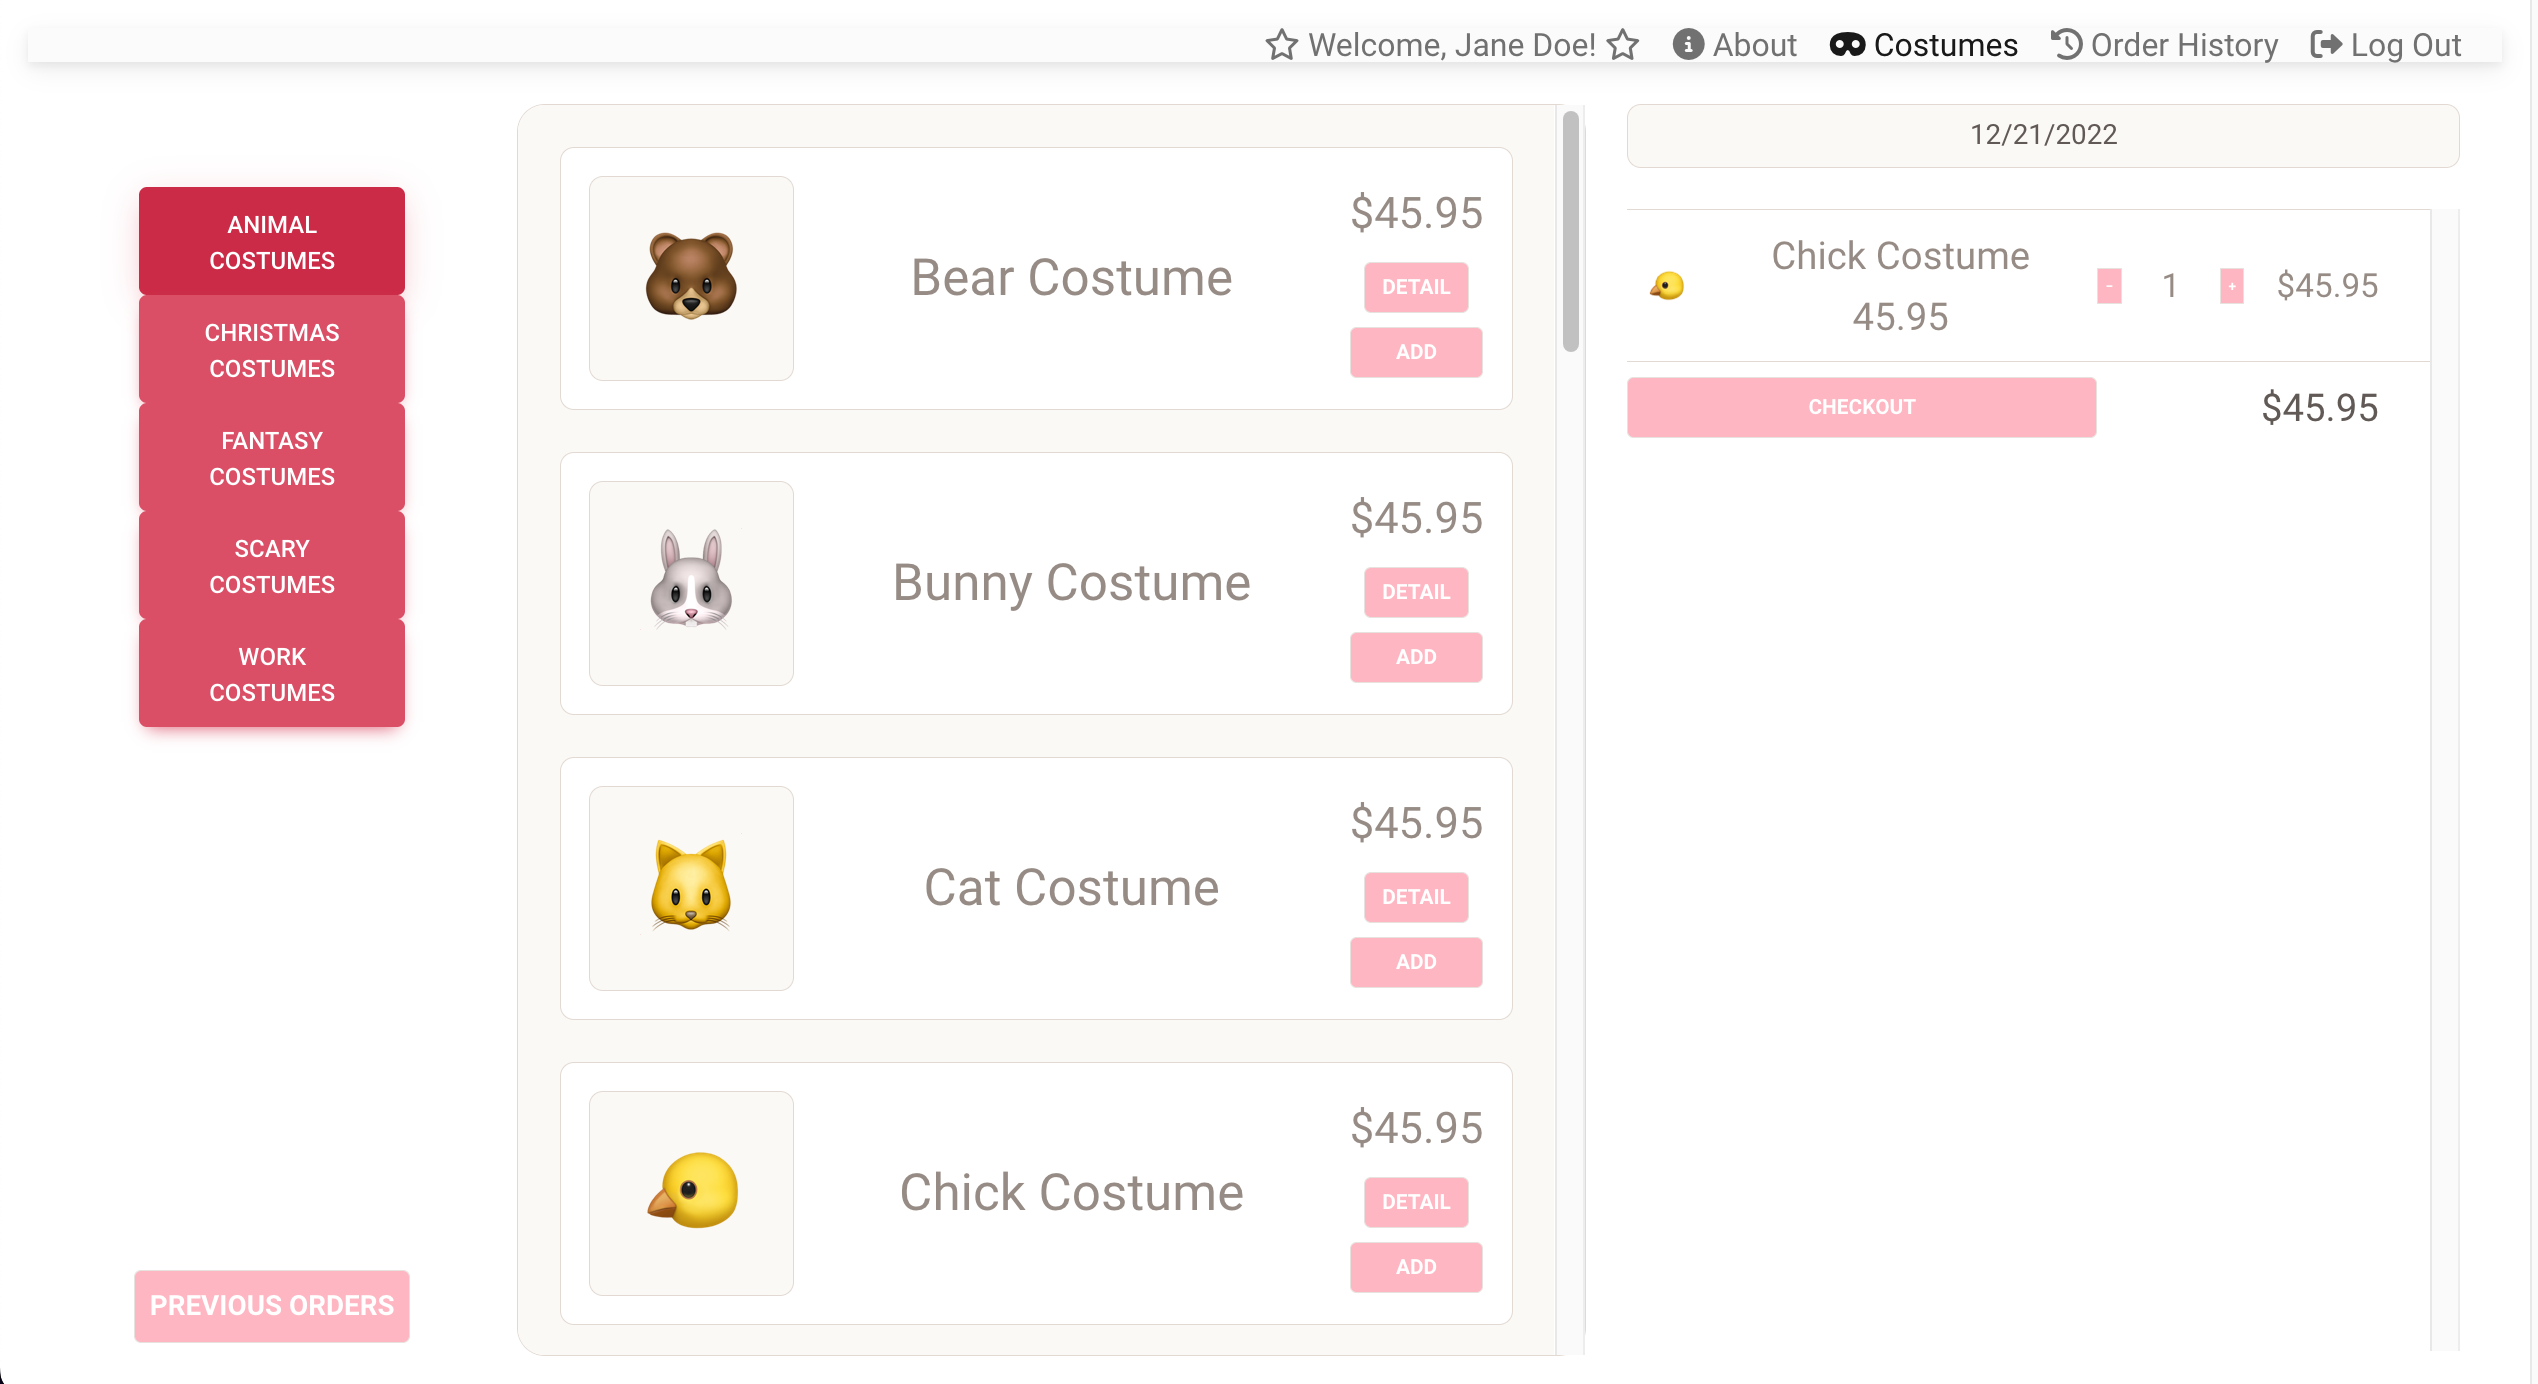 Welcome, Jane Doe! About Costumes Order History Log Out
ANIMAL
COSTUMES
CHRISTMAS
COSTUMES
FANTASY
COSTUMES
SCARY
COSTUMES
WORK
COSTUMES
PREVIOUS ORDERS
Bear Costume
$45.95
DETAIL
ADD
Bunny Costume
$45.95
DETAIL
ADD
Cat Costume
$45.95
DETAIL
ADD
Chick Costume
$45.95
DETAIL
ADD
12/21/2022
Chick Costume
45.95
- 1 + $45.95
CHECKOUT $45.95